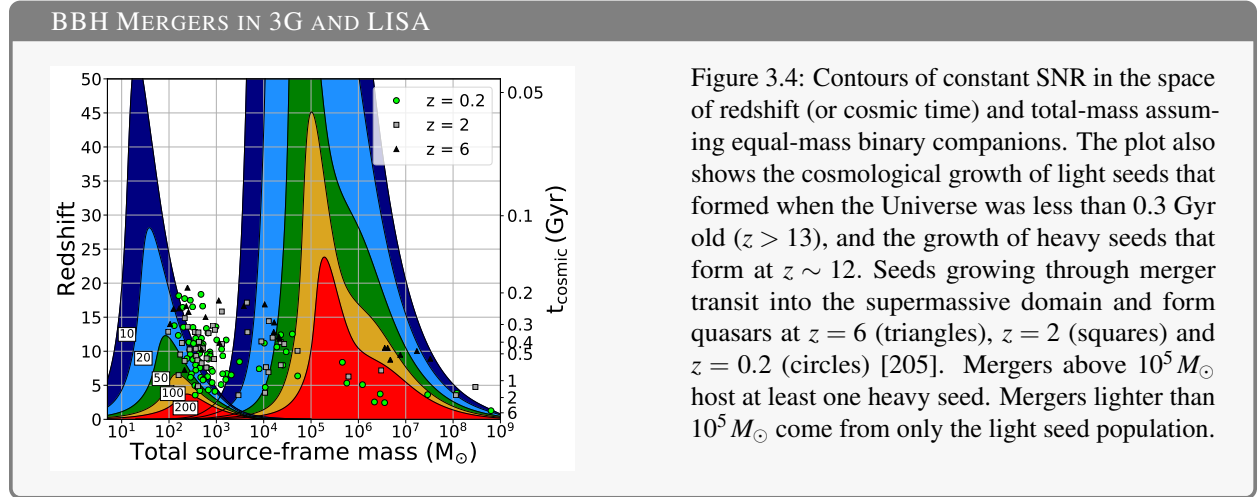 BBH MERGERS IN 3G AND LISA
50
45
40
35
30
25
20
15
10
5
0
Redshift
10
20
50
100
200
z = 0.2
z = 2
z = 6
0.05
0.1
0.2
0.3
0.4
0.5
1
2
6
t_cosmic (Gyr)
10^1 10^2 10^3 10^4 10^5 10^6 10^7 10^8 10^9
Total source-frame mass (M⊙)
Figure 3.4: Contours of constant SNR in the space
of redshift (or cosmic time) and total-mass assum-
ing equal-mass binary companions. The plot also
shows the cosmological growth of light seeds that
formed when the Universe was less than 0.3 Gyr
old (z > 13), and the growth of heavy seeds that
form at z ∼ 12. Seeds growing through merger
transit into the supermassive domain and form
quasars at z = 6 (triangles), z = 2 (squares) and
z = 0.2 (circles) [205]. Mergers above 10^5 M⊙
host at least one heavy seed. Mergers lighter than
10^5 M⊙ come from only the light seed population.